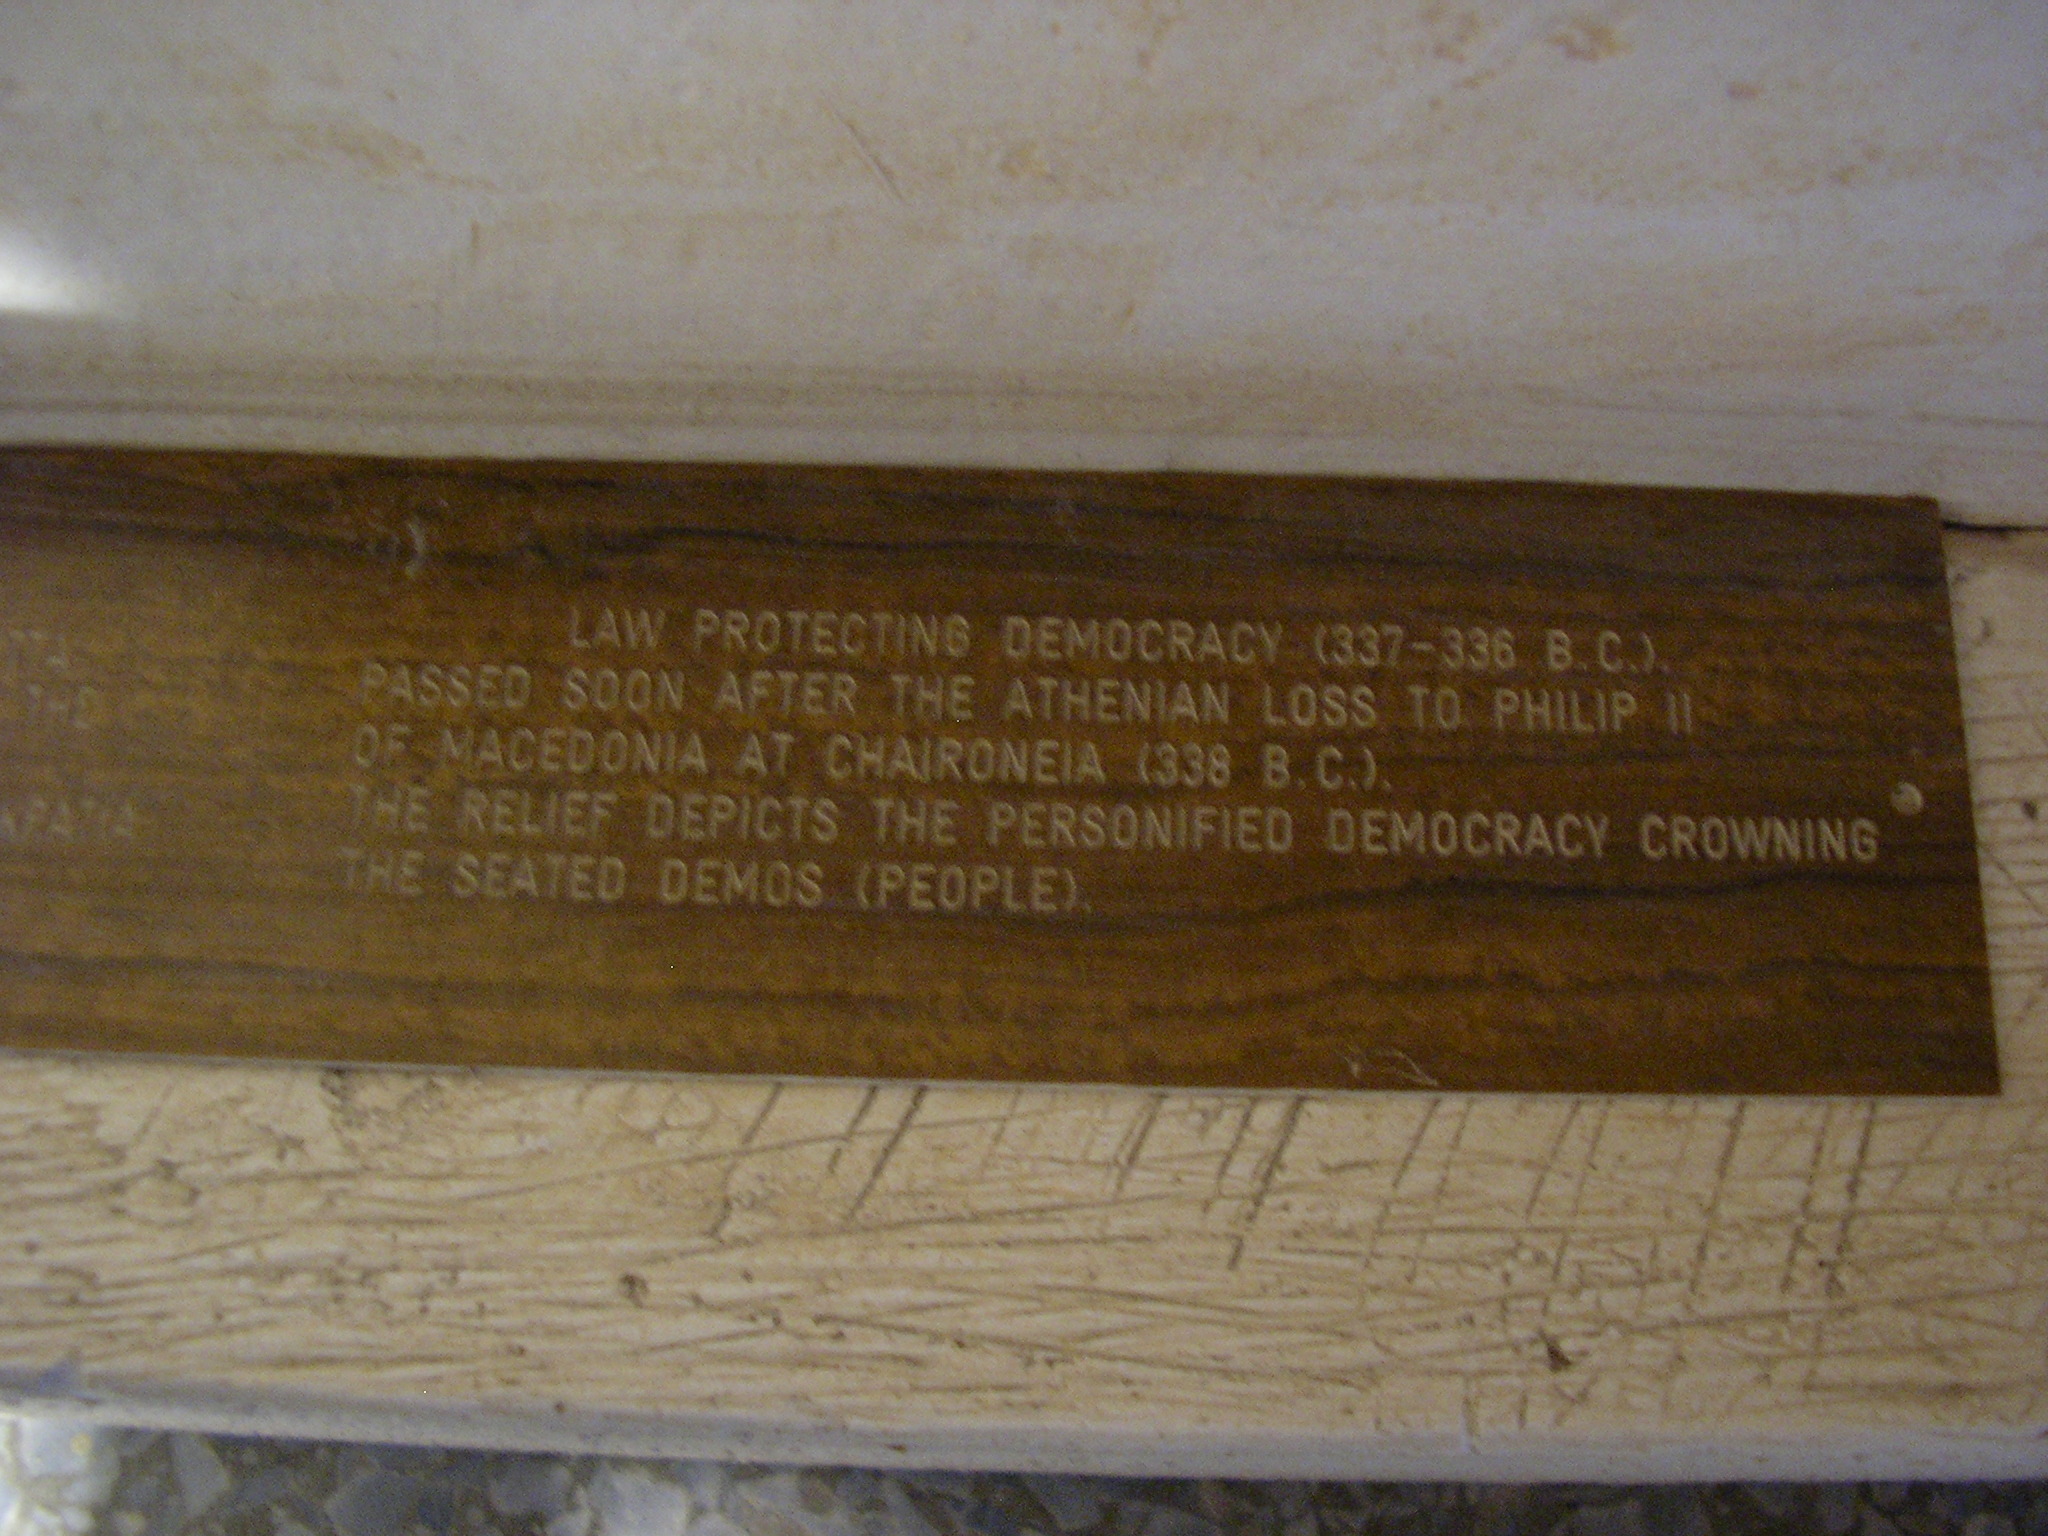 LAW PROTECTING DEMOCRACY (337-336 B.C.).
PASSED SOON AFTER THE ATHENIAN LOSS TO PHILIP II
OF MACEDONIA AT CHAIRONEIA (338 B.C.).
THE RELIEF DEPICTS THE PERSONIFIED DEMOCRACY CROWNING
THE SEATED DEMOS (PEOPLE).